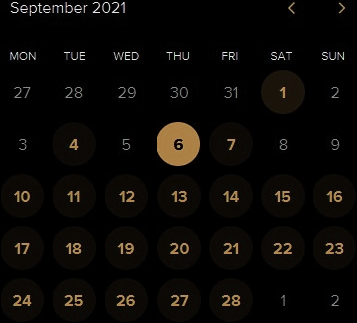 September 2021
MON TUE WED THU FRI SAT SUN
27 28 29 30 31 1 2
3 4 5 6 7 8 9
10 11 12 13 14 15 16
17 18 19 20 21 22 23
24 25 26 27 28 1 2